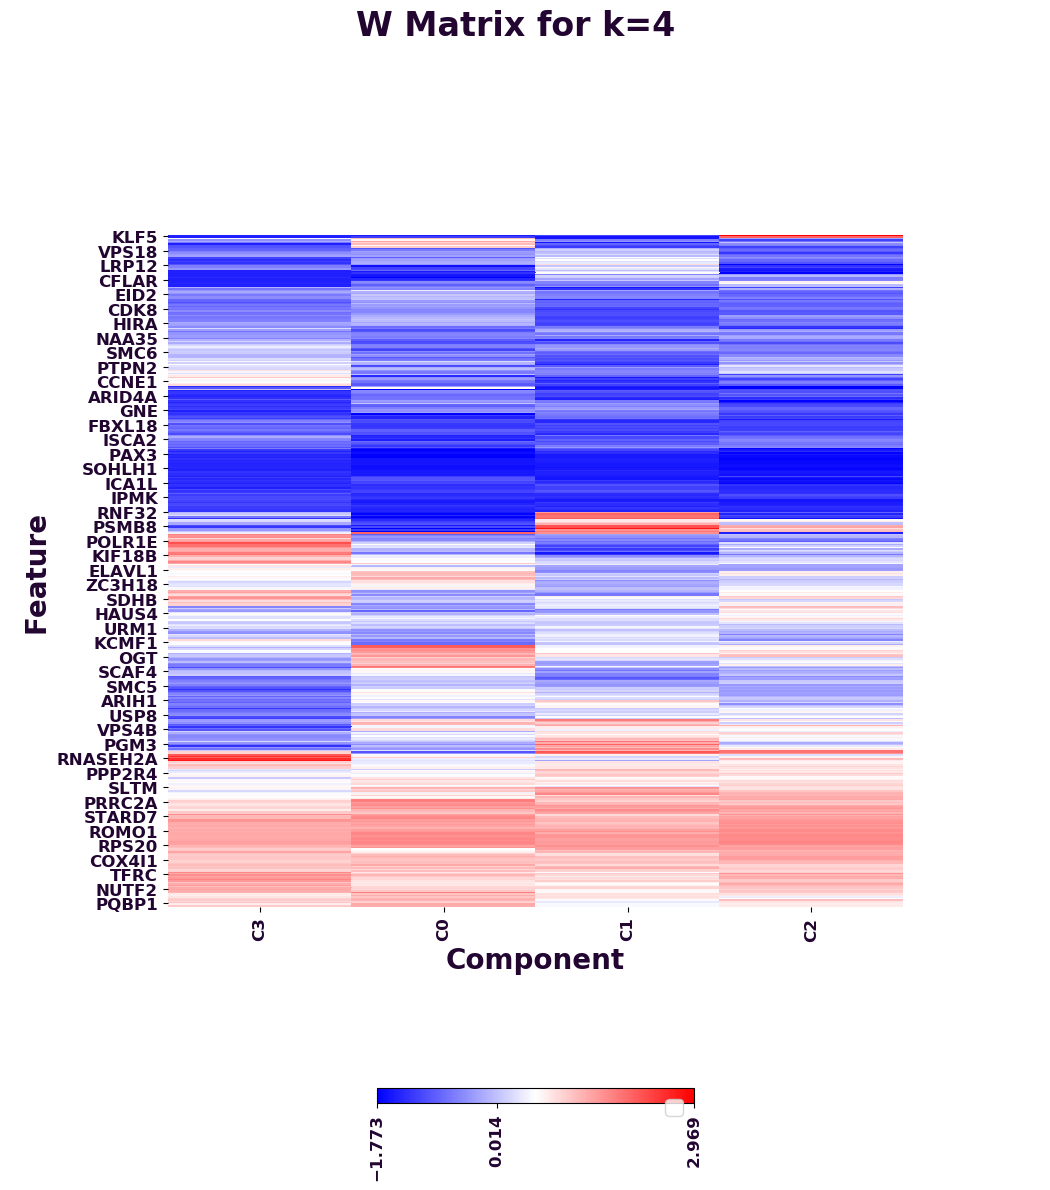 W Matrix for k=4
Feature
KLF5
VPS18
LRP12
CFLAR
EID2
CDK8
HIRA
NAA35
SMC6
PTPN2
CCNE1
ARID4A
GNE
FBXL18
ISCA2
PAX3
SOHLH1
ICA1L
IPMK
RNF32
PSMB8
POLR1E
KIF18B
ELAVL1
ZC3H18
SDHB
HAUS4
URM1
KCMF1
OGT
SCAF4
SMC5
ARIH1
USP8
VPS4B
PGM3
RNASEH2A
PPP2R4
SLTM
PRRC2A
STARD7
ROMO1
RPS20
COX4I1
TFRC
NUTF2
PQBP1
C3 C0 C1 C2
Component
−1.773 0.014 2.969